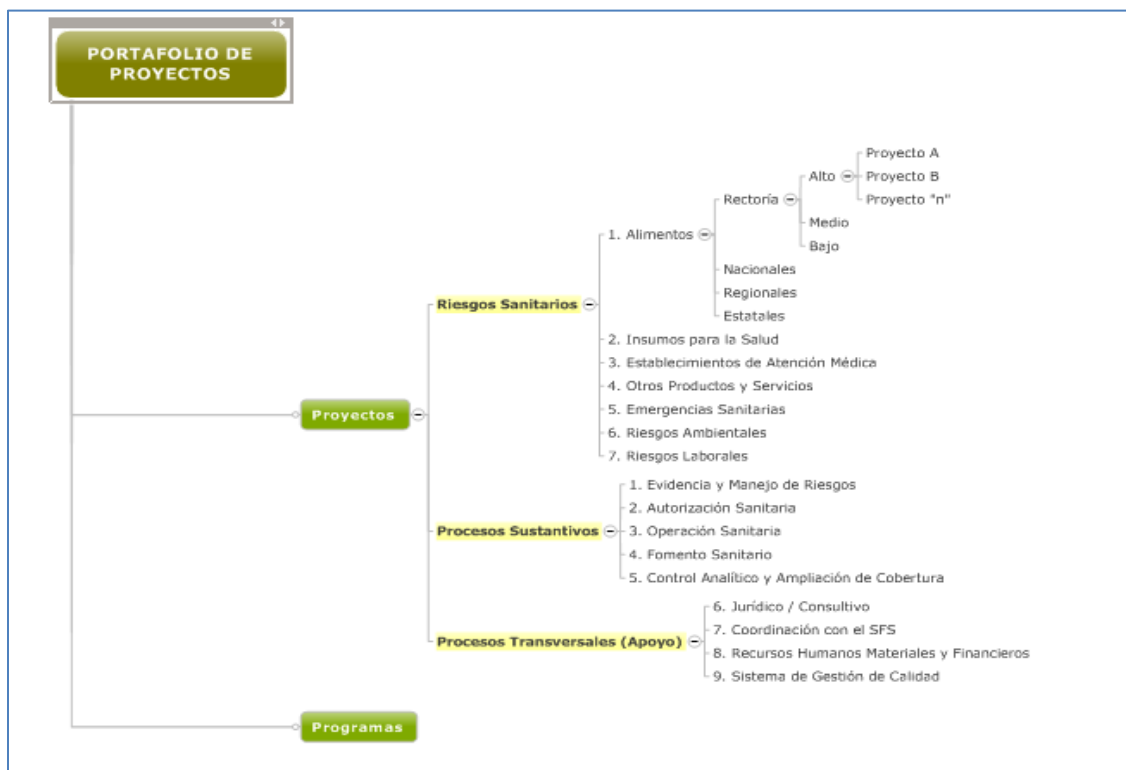 PORTAFOLIO DE
PROYECTOS
Proyectos
Riesgos Sanitarios
1. Alimentos
Rectoría
Alto
Proyecto A
Proyecto B
Proyecto "n"
Medio
Bajo
Nacionales
Regionales
Estatales
2. Insumos para la Salud
3. Establecimientos de Atención Médica
4. Otros Productos y Servicios
5. Emergencias Sanitarias
6. Riesgos Ambientales
7. Riesgos Laborales
Procesos Sustantivos
1. Evidencia y Manejo de Riesgos
2. Autorización Sanitaria
3. Operación Sanitaria
4. Fomento Sanitario
5. Control Analítico y Ampliación de Cobertura
Procesos Transversales (Apoyo)
6. Jurídico / Consultivo
7. Coordinación con el SFS
8. Recursos Humanos Materiales y Financieros
9. Sistema de Gestión de Calidad
Programas